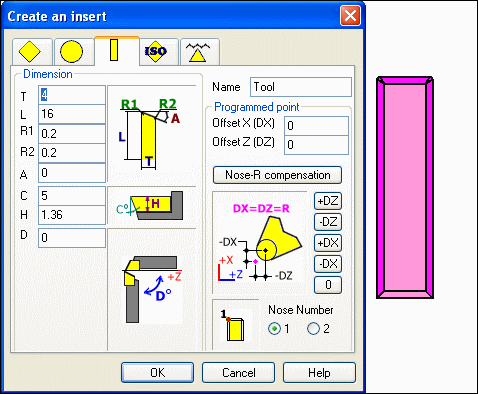 Create an insert
ISO
Dimension
T 4
L 16
R1 0.2
R2 0.2
A 0
C 5
H 1.36
D 0
R1 R2
A
L
T
C° H
+Z
D°
Name Tool
Programmed point
Offset X (DX) 0
Offset Z (DZ) 0
Nose-R compensation
DX=DZ=R
-DX
+X
+Z -DZ
+DZ
-DZ
+DX
-DX
0
1
Nose Number
1 2
OK Cancel Help